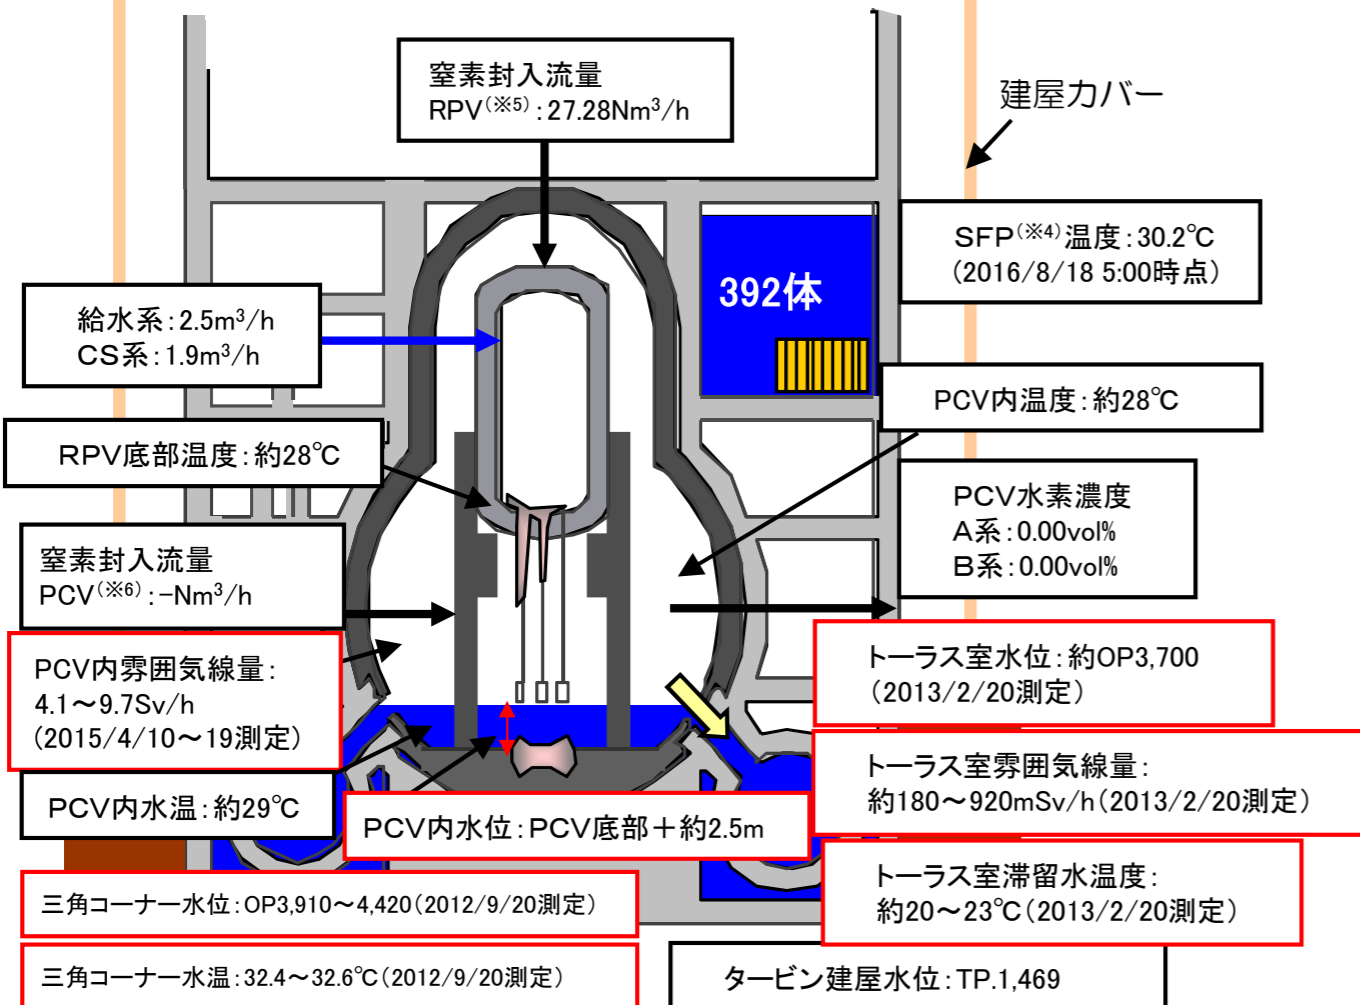 窒素封入流量
RPV(※5):27.28Nm³/h
建屋カバー
SFP(※4)温度:30.2℃
(2016/8/18 5:00時点)
392体
給水系:2.5m³/h
CS系:1.9m³/h
PCV内温度:約28℃
RPV底部温度:約28℃
PCV水素濃度
A系:0.00vol%
B系:0.00vol%
窒素封入流量
PCV(※6):-Nm³/h
PCV内雰囲気線量:
4.1~9.7Sv/h
(2015/4/10~19測定)
トーラス室水位:約OP3,700
(2013/2/20測定)
トーラス室雰囲気線量:
約180~920mSv/h(2013/2/20測定)
PCV内水温:約29℃
PCV内水位:PCV底部+約2.5m
トーラス室滞留水温度:
約20~23℃(2013/2/20測定)
三角コーナー水位:OP3,910~4,420(2012/9/20測定)
三角コーナー水温:32.4~32.6℃(2012/9/20測定)
タービン建屋水位:TP.1,469